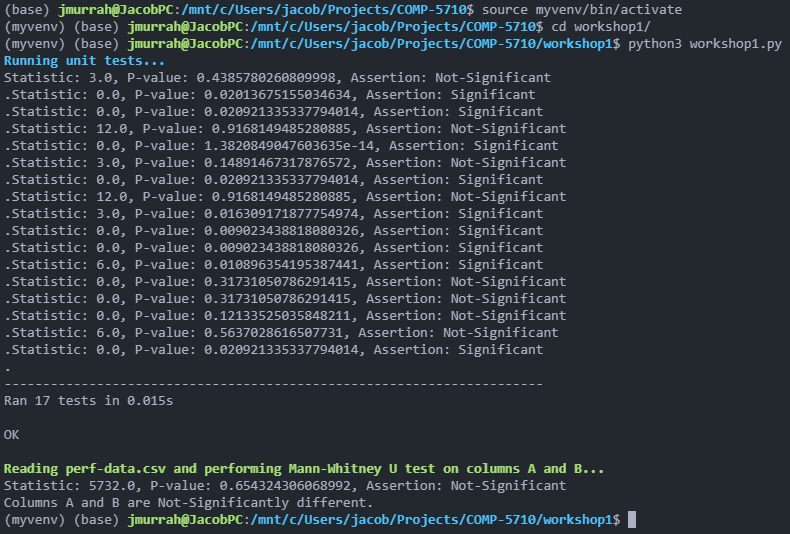 (base) jmurrah@JacobPC:/mnt/c/Users/jacob/Projects/COMP-5710$ source myvenv/bin/activate
(myvenv) (base) jmurrah@JacobPC:/mnt/c/Users/jacob/Projects/COMP-5710$ cd workshop1/
(myvenv) (base) jmurrah@JacobPC:/mnt/c/Users/jacob/Projects/COMP-5710/workshop1$ python3 workshop1.py
Running unit tests...
Statistic: 3.0, P-value: 0.4385780260809998, Assertion: Not-Significant
.Statistic: 0.0, P-value: 0.02013675155034634, Assertion: Significant
.Statistic: 0.0, P-value: 0.020921335337794014, Assertion: Significant
.Statistic: 12.0, P-value: 0.9168149485280885, Assertion: Not-Significant
.Statistic: 0.0, P-value: 1.3820849047603635e-14, Assertion: Significant
.Statistic: 3.0, P-value: 0.14891467317876572, Assertion: Not-Significant
.Statistic: 0.0, P-value: 0.020921335337794014, Assertion: Significant
.Statistic: 12.0, P-value: 0.9168149485280885, Assertion: Not-Significant
.Statistic: 3.0, P-value: 0.016309171877754974, Assertion: Significant
.Statistic: 0.0, P-value: 0.009023438818080326, Assertion: Significant
.Statistic: 0.0, P-value: 0.009023438818080326, Assertion: Significant
.Statistic: 6.0, P-value: 0.010896354195387441, Assertion: Significant
.Statistic: 0.0, P-value: 0.31731050786291415, Assertion: Not-Significant
.Statistic: 0.0, P-value: 0.31731050786291415, Assertion: Not-Significant
.Statistic: 0.0, P-value: 0.12133525035848211, Assertion: Not-Significant
.Statistic: 6.0, P-value: 0.5637028616507731, Assertion: Not-Significant
.Statistic: 0.0, P-value: 0.020921335337794014, Assertion: Significant
.
----------------------------------------------------------------------
Ran 17 tests in 0.015s
OK
Reading perf-data.csv and performing Mann-Whitney U test on columns A and B...
Statistic: 5732.0, P-value: 0.654324306068992, Assertion: Not-Significant
Columns A and B are Not-Significantly different.
(myvenv) (base) jmurrah@JacobPC:/mnt/c/Users/jacob/Projects/COMP-5710/workshop1$